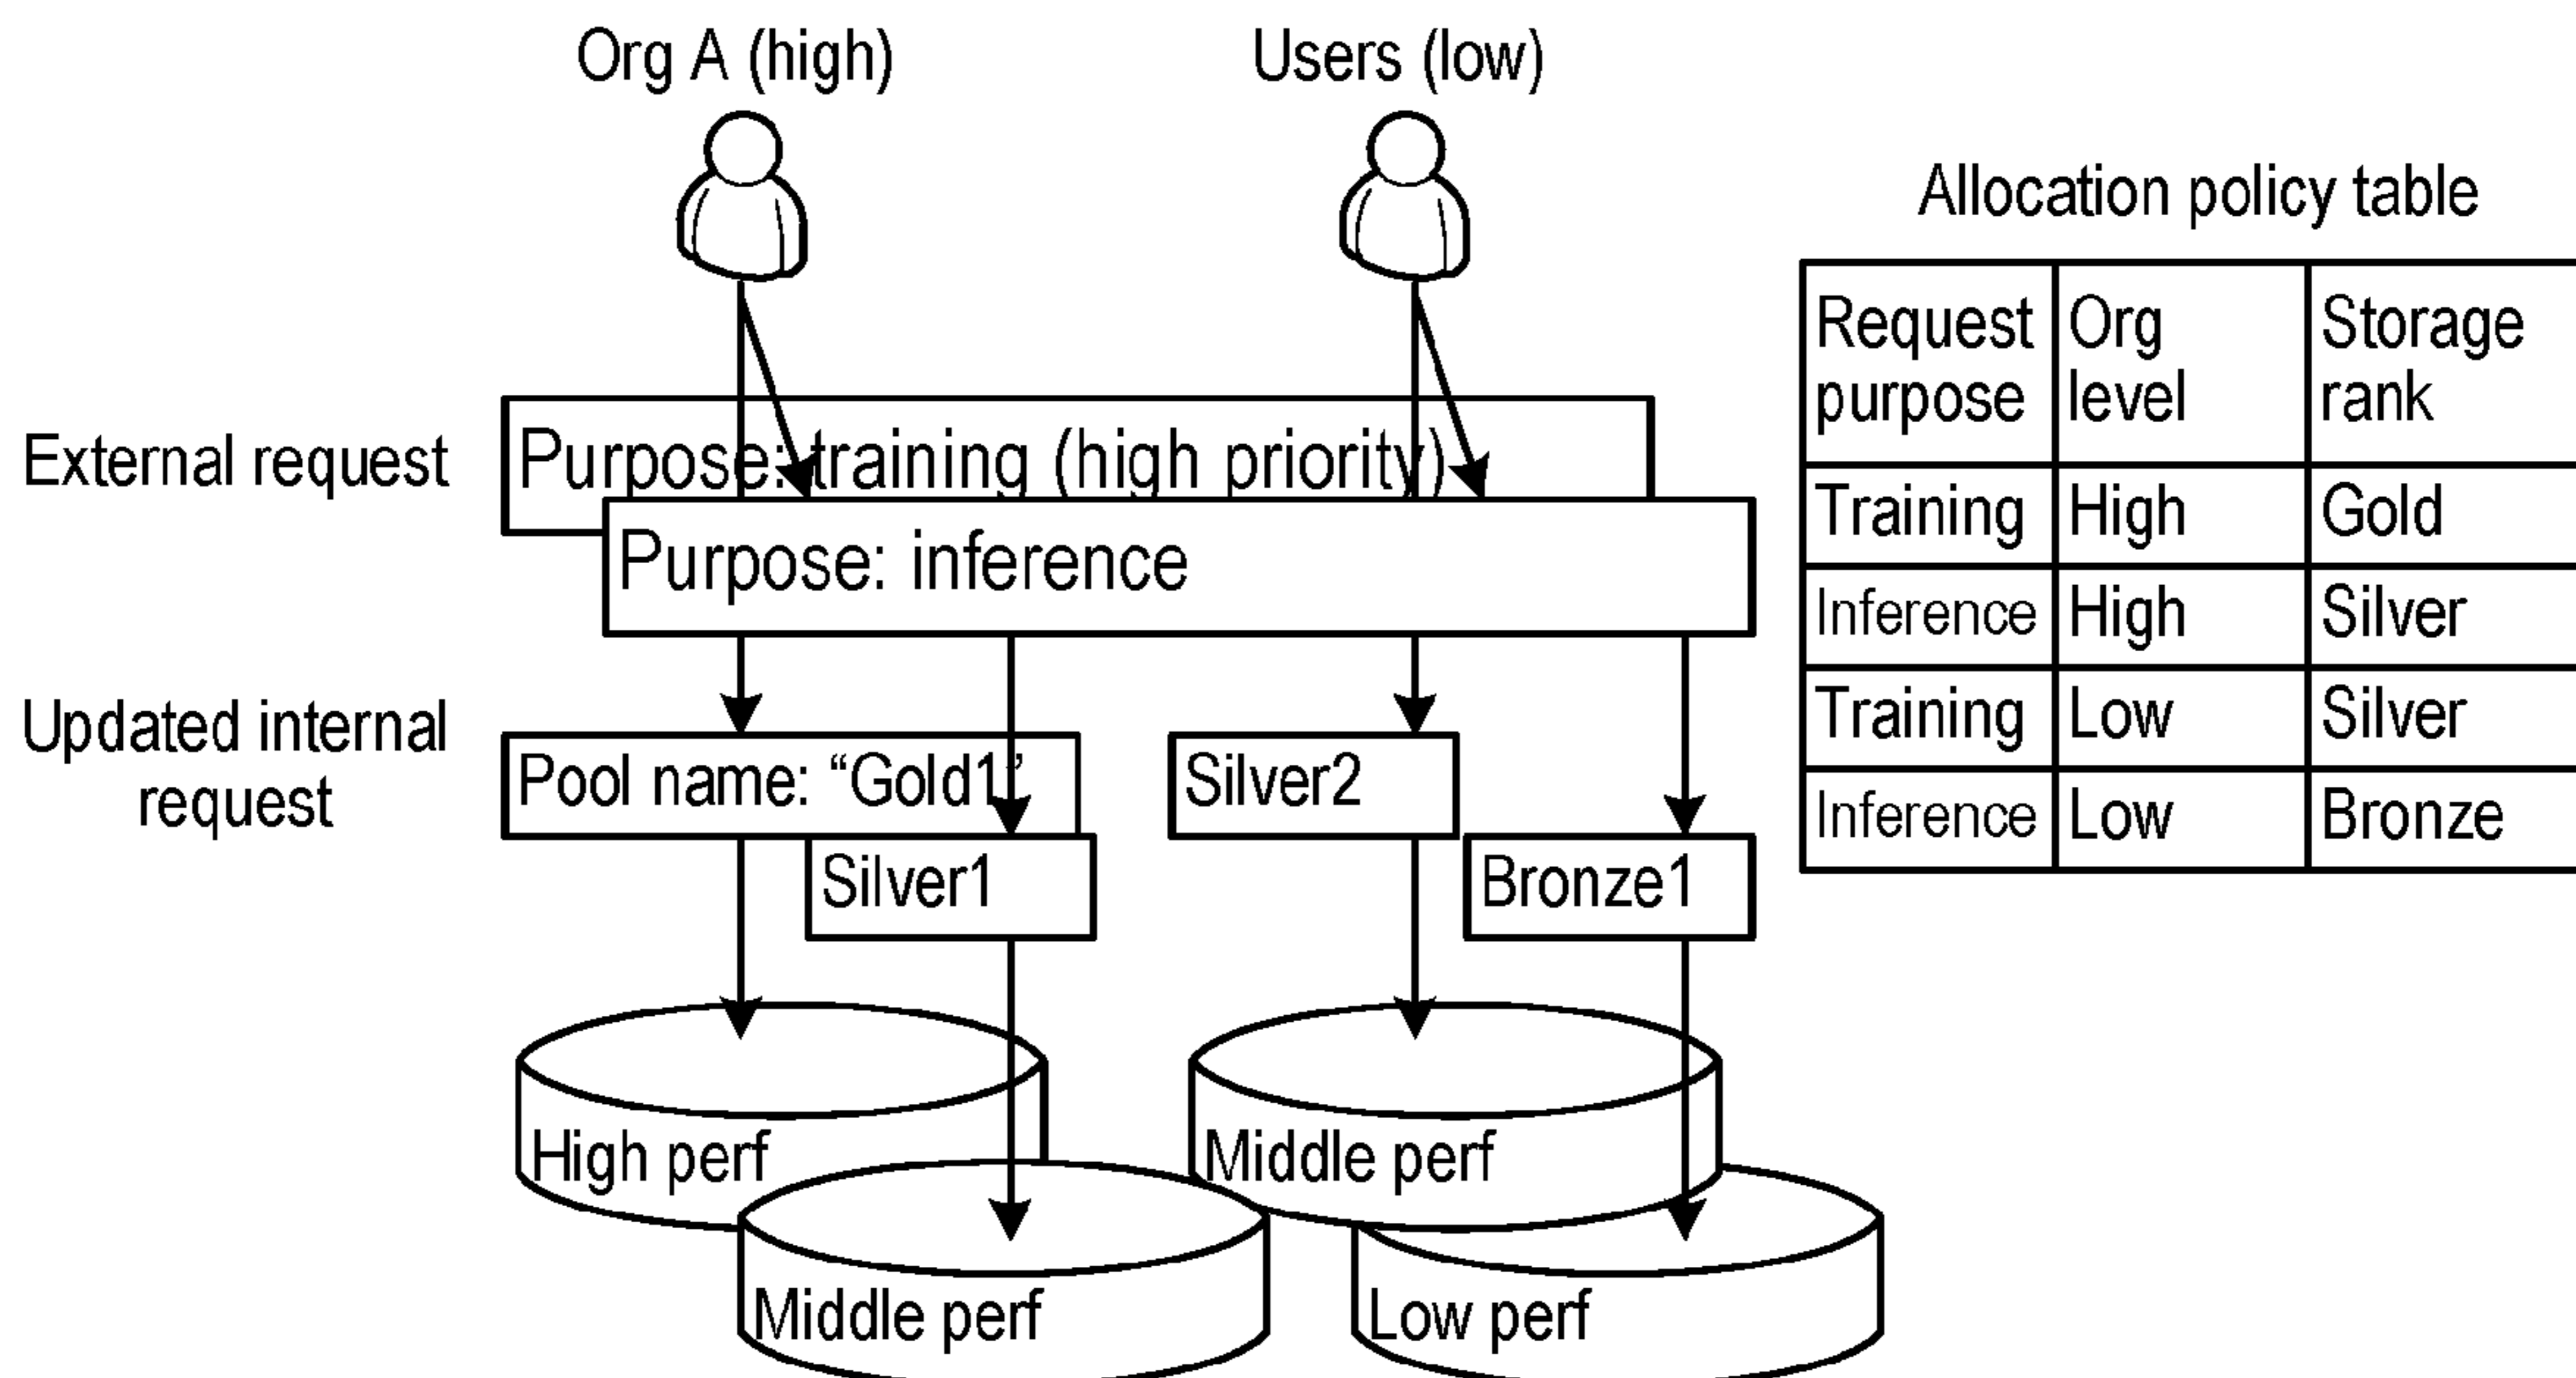 Org A (high)
Users (low)
External request
Purpose: training (high priority)
Purpose: inference
Updated internal
request
Pool name: “Gold1”
Silver1
Silver2
Bronze1
High perf
Middle perf
Middle perf
Low perf
Allocation policy table
Request purpose Org level Storage rank
Training High Gold
Inference High Silver
Training Low Silver
Inference Low Bronze